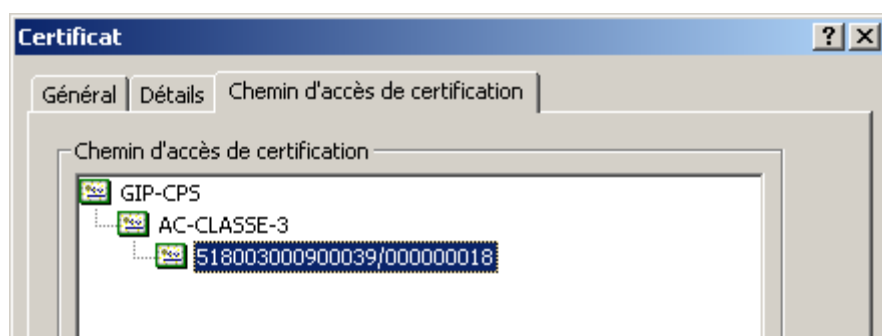 Certificat
Général Détails Chemin d'accès de certification
Chemin d'accès de certification
GIP-CPS
AC-CLASSE-3
518003000900039/000000018